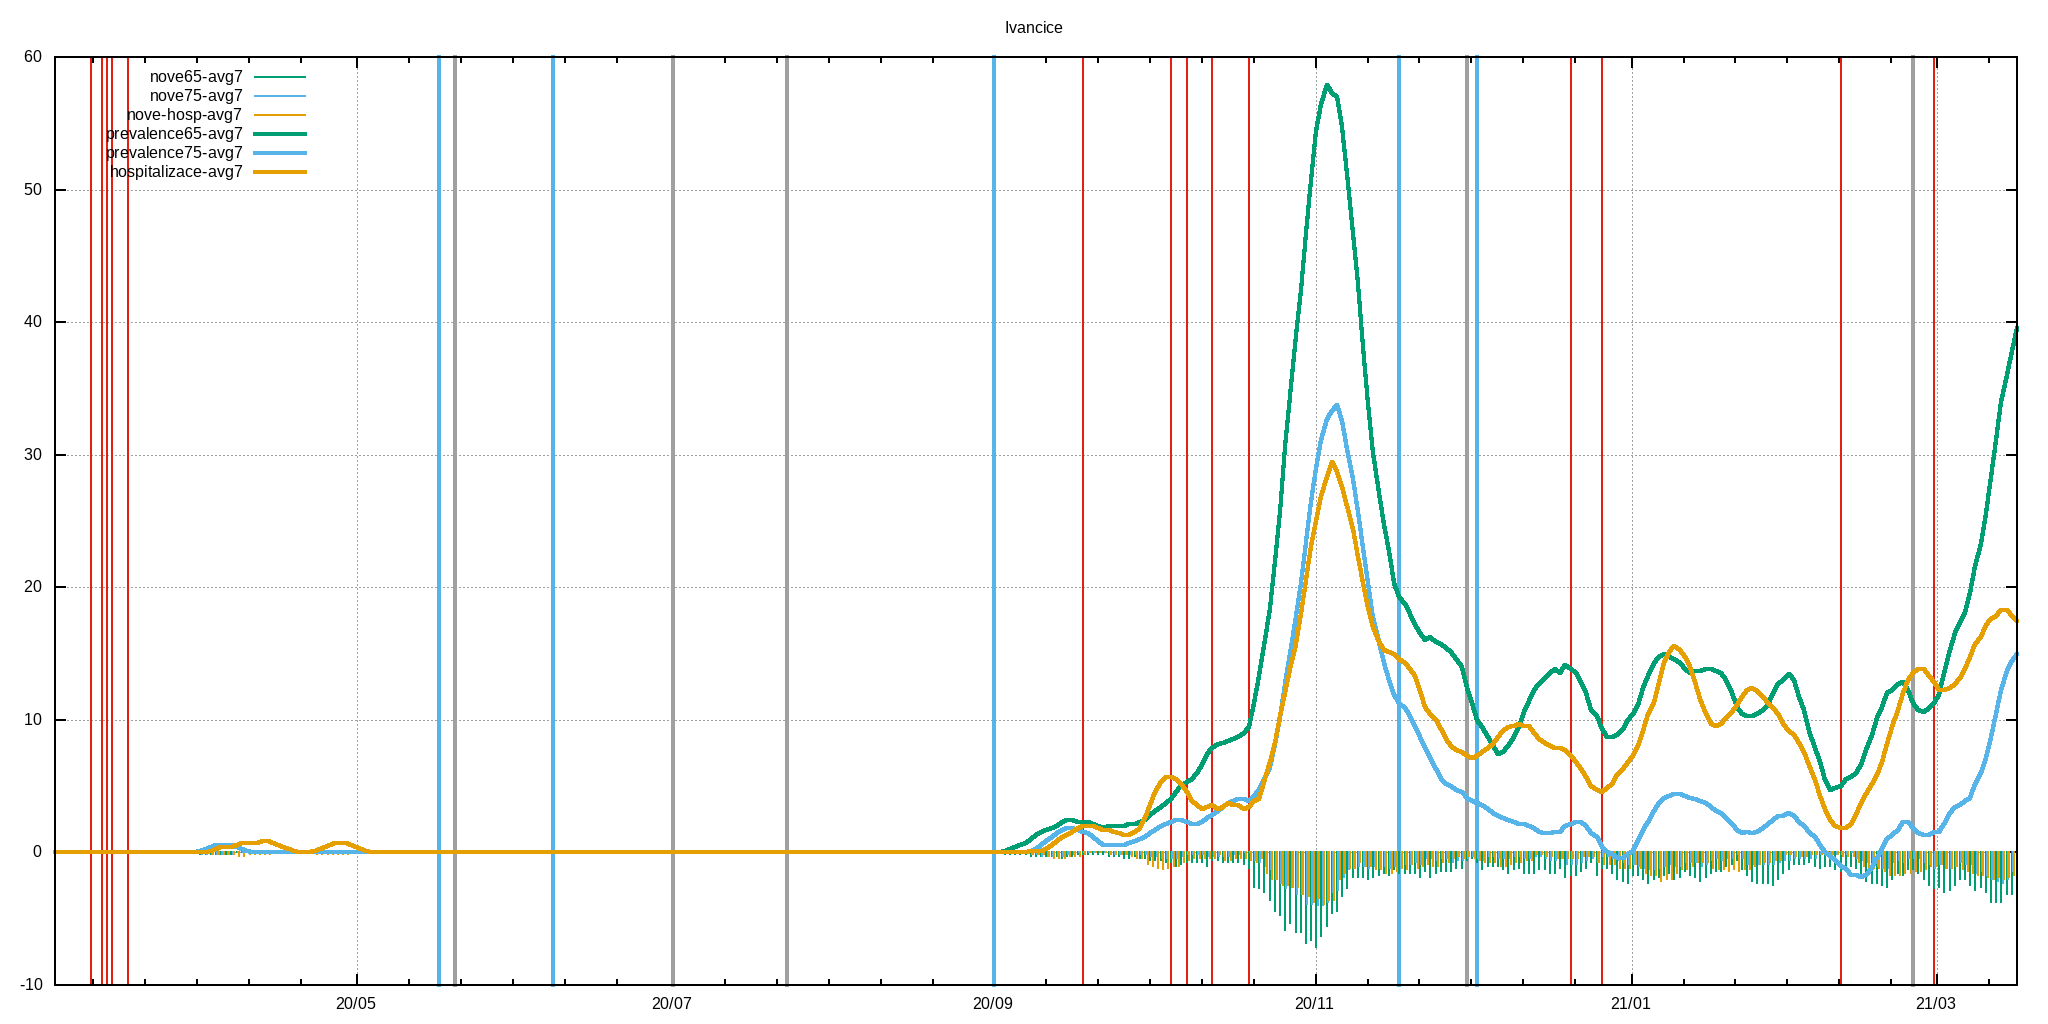 Ivancice
60
nove65-avg7
nove75-avg7
nove-hosp-avg7
prevalence65-avg7
prevalence75-avg7
hospitalizace-avg7
50
40
30
20
10
0
-10
20/05
20/07
20/09
20/11
21/01
21/03